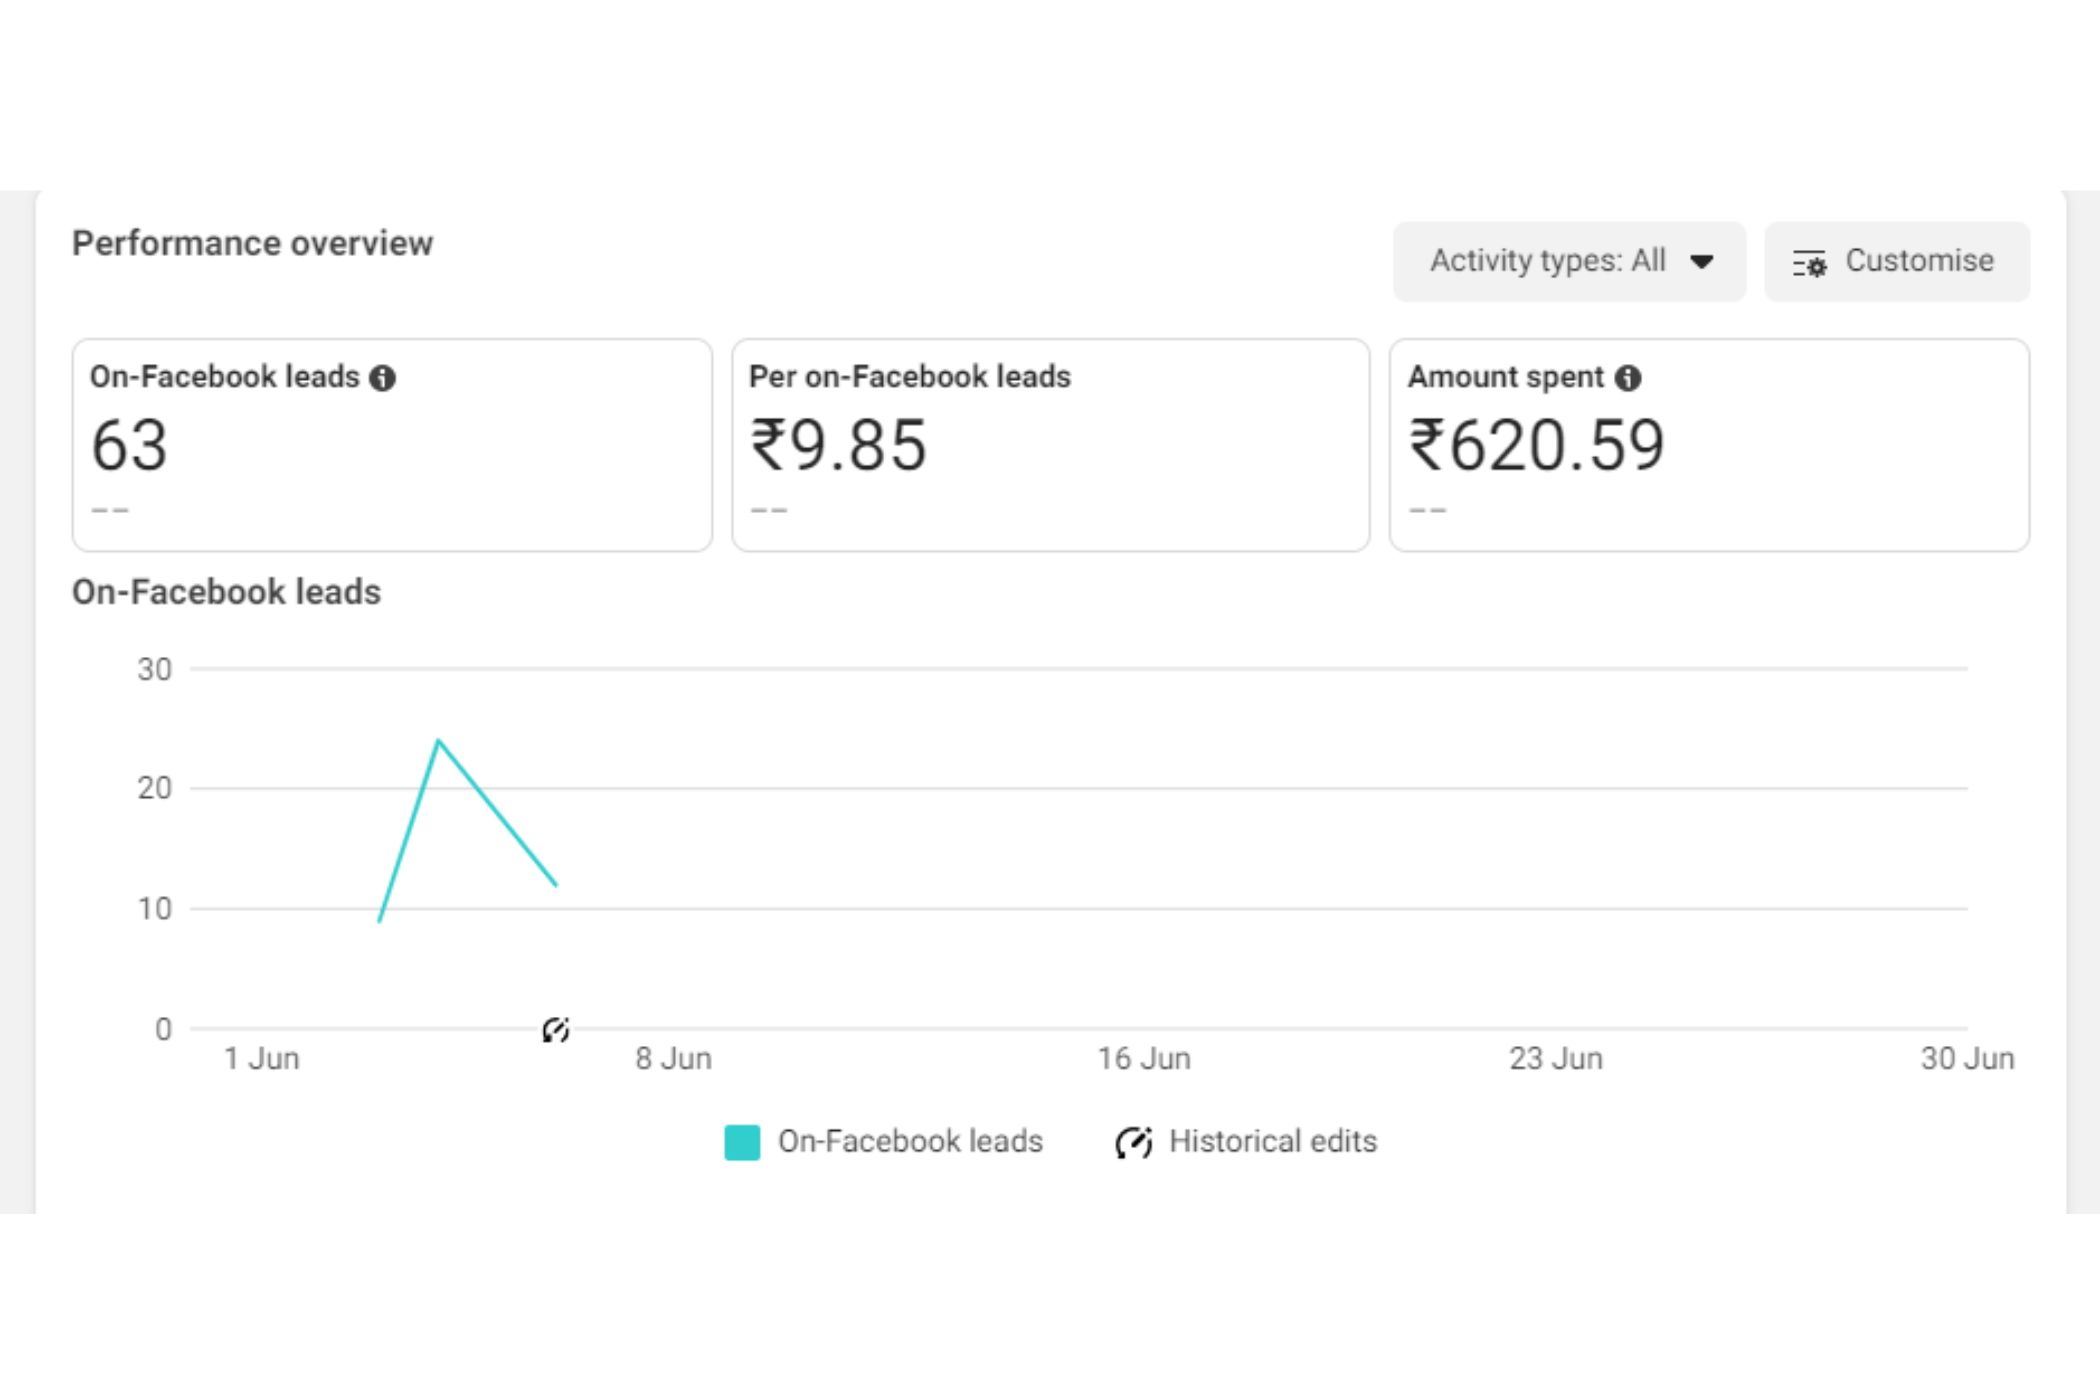 Performance overview
Activity types: All
Customise
On-Facebook leads
63
--
Per on-Facebook leads
₹9.85
--
Amount spent
₹620.59
--
On-Facebook leads
30
20
10
0
1 Jun 8 Jun 16 Jun 23 Jun 30 Jun
On-Facebook leads Historical edits